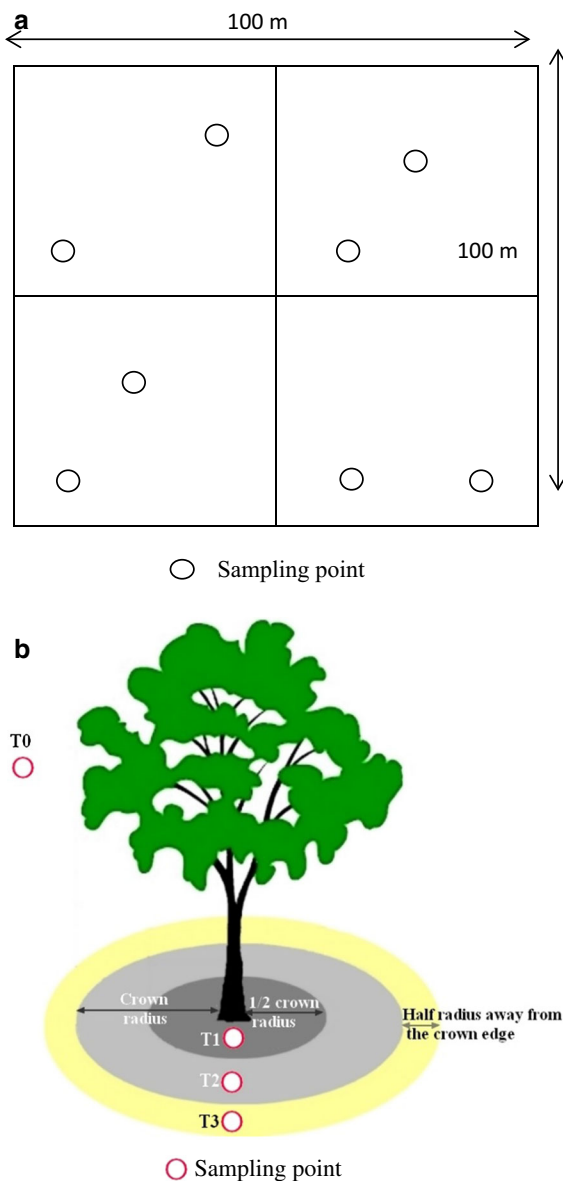 a
100 m
100 m
Sampling point
b
T0
Crown
radius
1/2 crown
radius
Half radius away from
the crown edge
T1
T2
T3
Sampling point